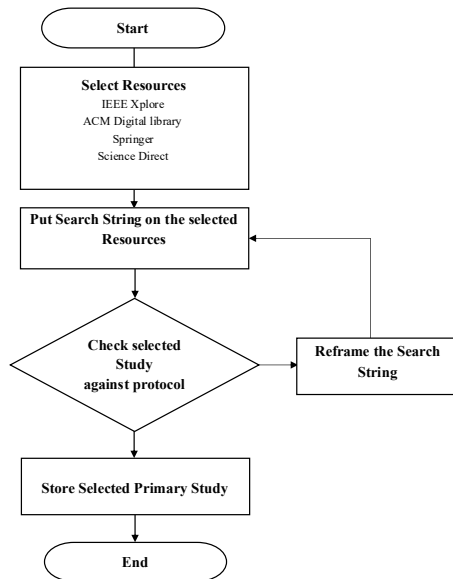 Start
Select Resources
IEEE Xplore
ACM Digital library
Springer
Science Direct
Put Search String on the selected
Resources
Check selected
Study
against protocol
Reframe the Search
String
Store Selected Primary Study
End